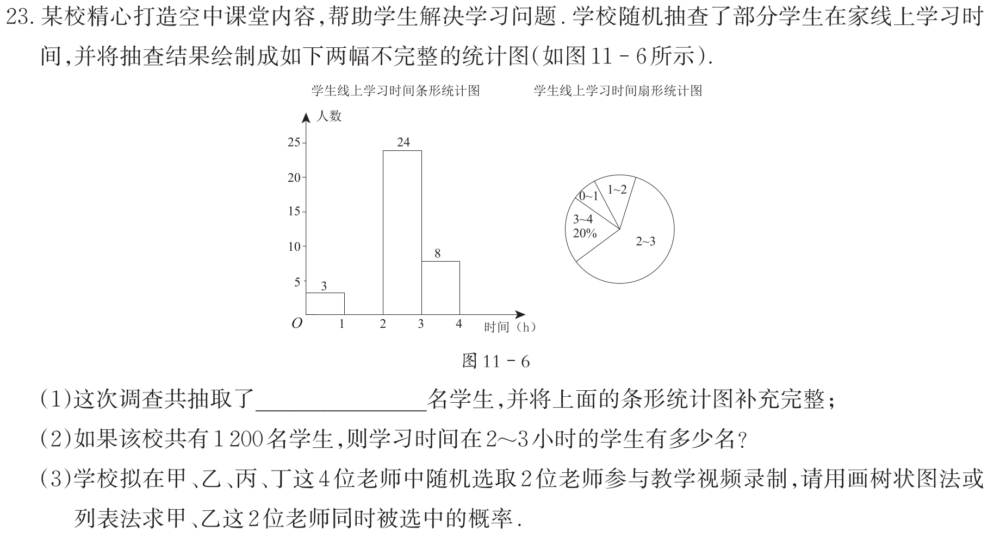 23. 某校精心打造空中课堂内容,帮助学生解决学习问题. 学校随机抽查了部分学生在家线上学习时
间,并将抽查结果绘制成如下两幅不完整的统计图(如图11-6所示).
学生线上学习时间条形统计图
人数
25
20
15
10
5
24
8
3
O
1
2
3
4
时间（h）
学生线上学习时间扇形统计图
0~1
1~2
3~4
20%
2~3
图11-6
(1)这次调查共抽取了______________名学生,并将上面的条形统计图补充完整;
(2)如果该校共有1 200名学生,则学习时间在2～3小时的学生有多少名?
(3)学校拟在甲、乙、丙、丁这4位老师中随机选取2位老师参与教学视频录制,请用画树状图法或
列表法求甲、乙这2位老师同时被选中的概率.